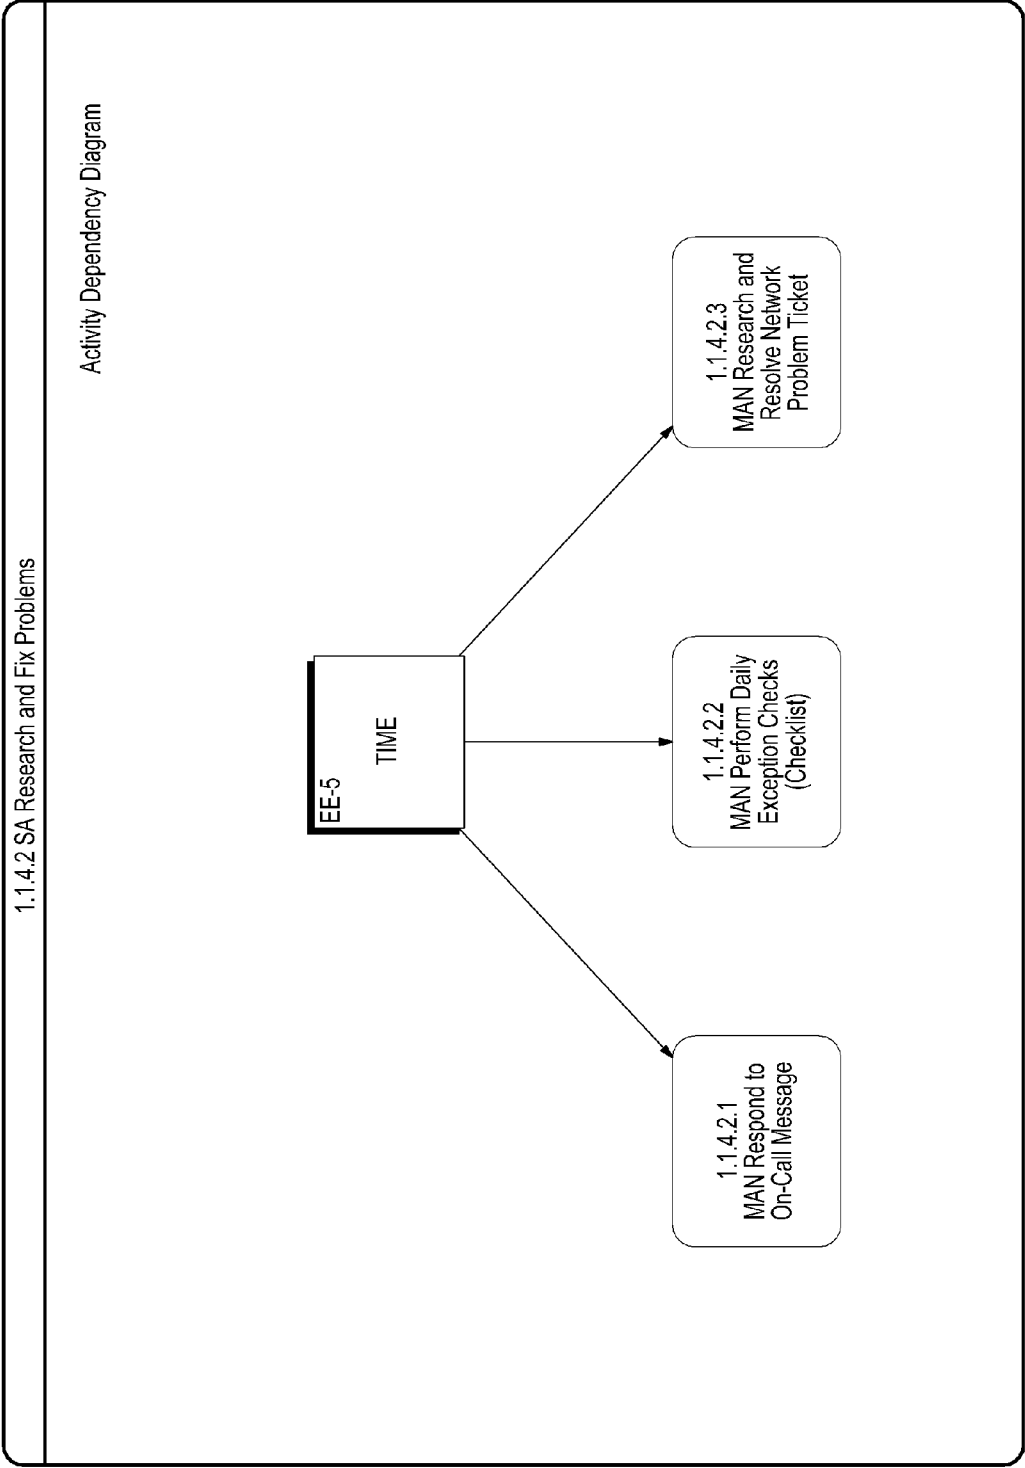 1.1.4.2 SA Research and Fix Problems
Activity Dependency Diagram
EE-5
TIME
1.1.4.2.1
MAN Respond to
On-Call Message
1.1.4.2.2
MAN Perform Daily
Exception Checks
(Checklist)
1.1.4.2.3
MAN Research and
Resolve Network
Problem Ticket